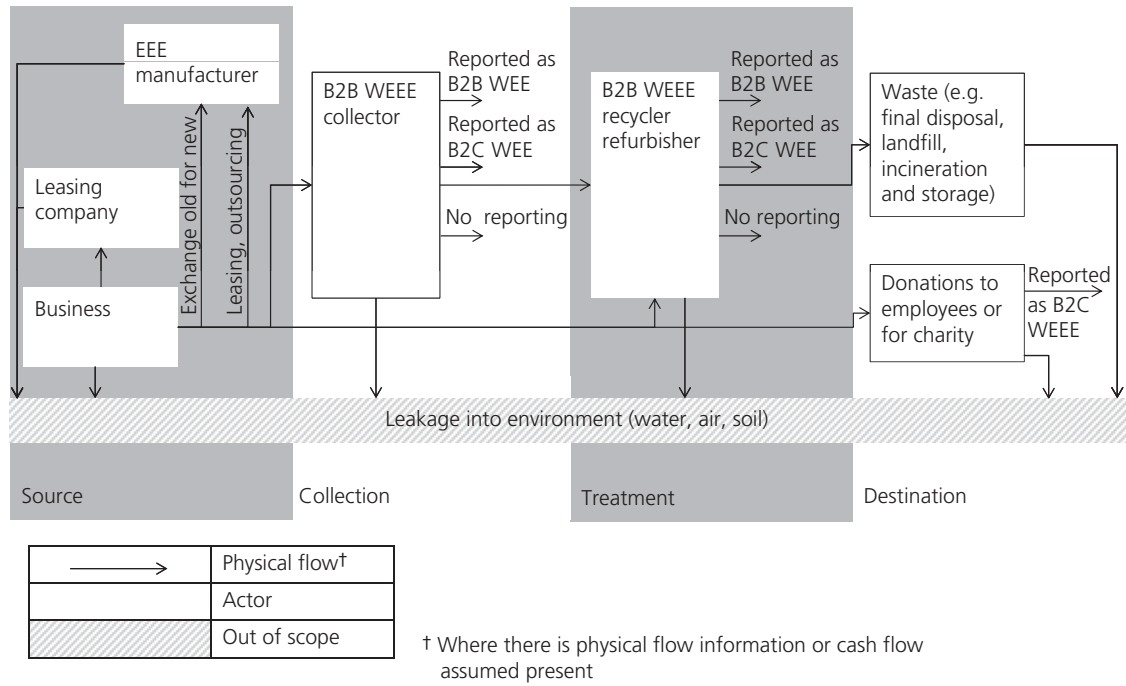 EEE
manufacturer
Leasing
company
Business
Exchange old for new
Leasing, outsourcing
B2B WEEE
collector
Reported as
B2B WEE
Reported as
B2C WEE
No reporting
B2B WEEE
recycler
refurbisher
Reported as
B2B WEE
Reported as
B2C WEE
No reporting
Waste (e.g.
final disposal,
landfill,
incineration
and storage)
Donations to
employees or
for charity
Reported
as B2C
WEEE
Leakage into environment (water, air, soil)
Source
Collection
Treatment
Destination
Physical flow†
Actor
Out of scope
† Where there is physical flow information or cash flow
assumed present